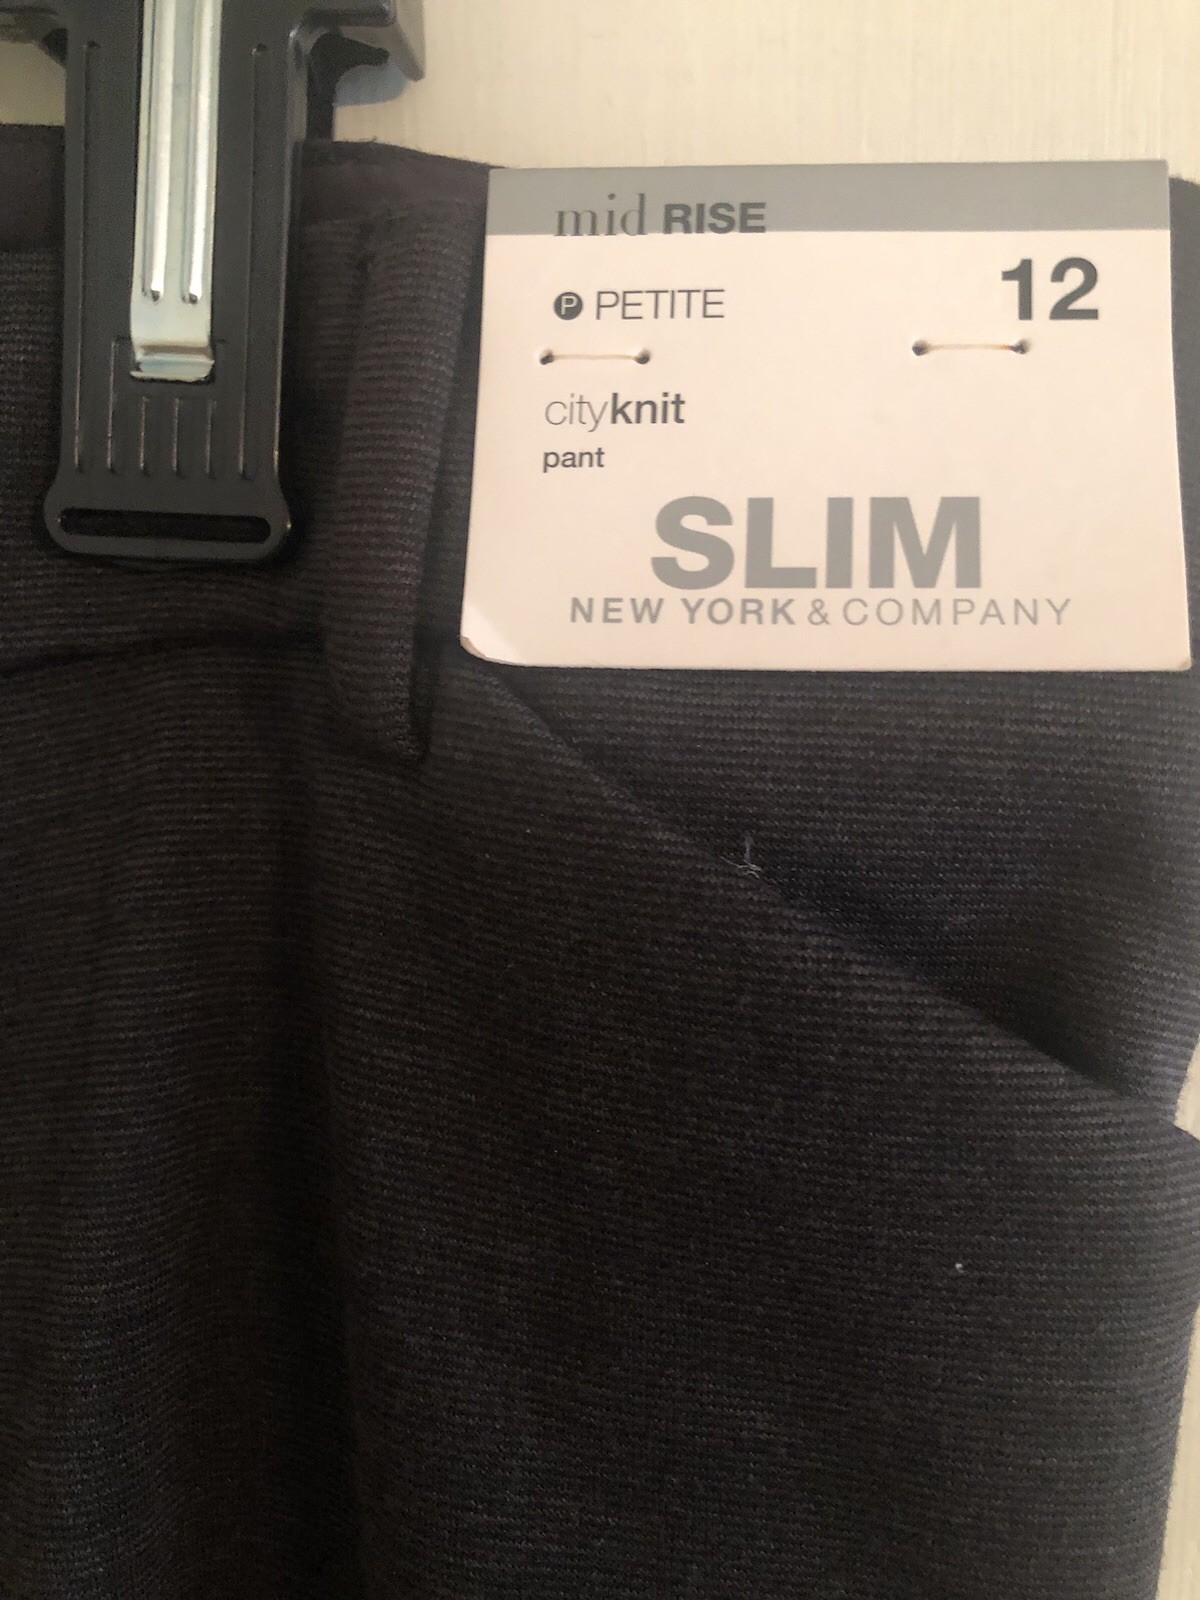 mid RISE
P PETITE 12
cityknit
pant
SLIM
NEW YORK & COMPANY